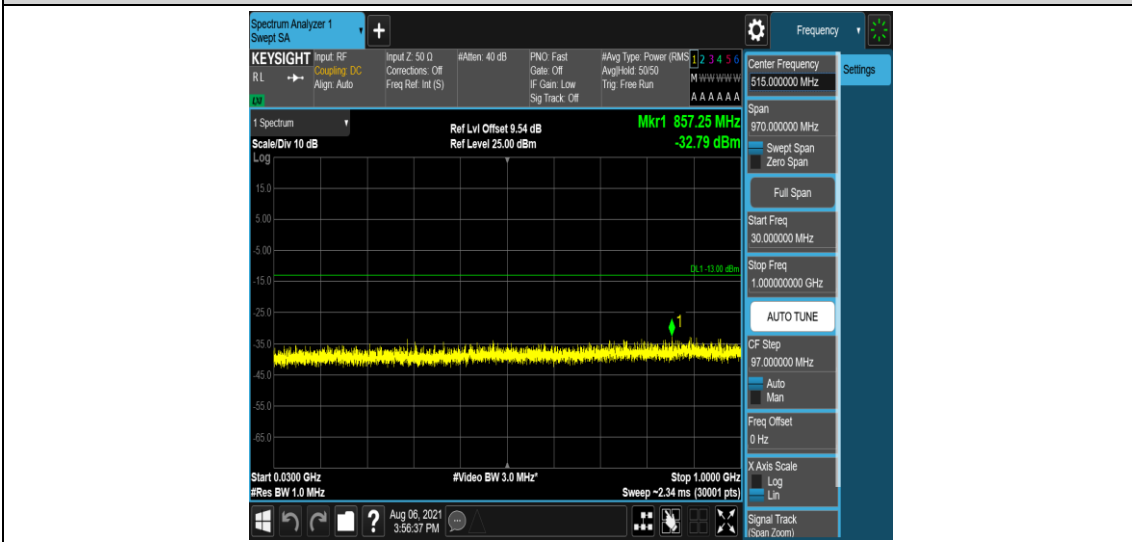 Spectrum Analyzer 1
Swept SA
+
Frequency
KEYSIGHT
RL
LXI
Input: RF
Coupling: DC
Align: Auto
Input Z: 50 Ω
Corrections: Off
Freq Ref: Int (S)
#Atten: 40 dB
PNO: Fast
Gate: Off
IF Gain: Low
Sig Track: Off
#Avg Type: Power (RMS
Avg|Hold: 50/50
Trig: Free Run
1 2 3 4 5 6
M W W W W W
A A A A A A
Center Frequency
515.000000 MHz
Settings
Span
970.000000 MHz
Swept Span
Zero Span
Full Span
Start Freq
30.000000 MHz
Stop Freq
1.000000000 GHz
AUTO TUNE
CF Step
97.000000 MHz
Auto
Man
Freq Offset
0 Hz
X Axis Scale
Log
Lin
Signal Track
(Span Zoom)
1 Spectrum
Scale/Div 10 dB
Log
Ref Lvl Offset 9.54 dB
Ref Level 25.00 dBm
Mkr1 857.25 MHz
-32.79 dBm
15.0
5.00
-5.00
DL1 -13.00 dBm
-15.0
-25.0
1
-35.0
-45.0
-55.0
-65.0
Start 0.0300 GHz
#Video BW 3.0 MHz*
Stop 1.0000 GHz
#Res BW 1.0 MHz
Sweep ~2.34 ms (30001 pts)
?
Aug 06, 2021
3:56:37 PM